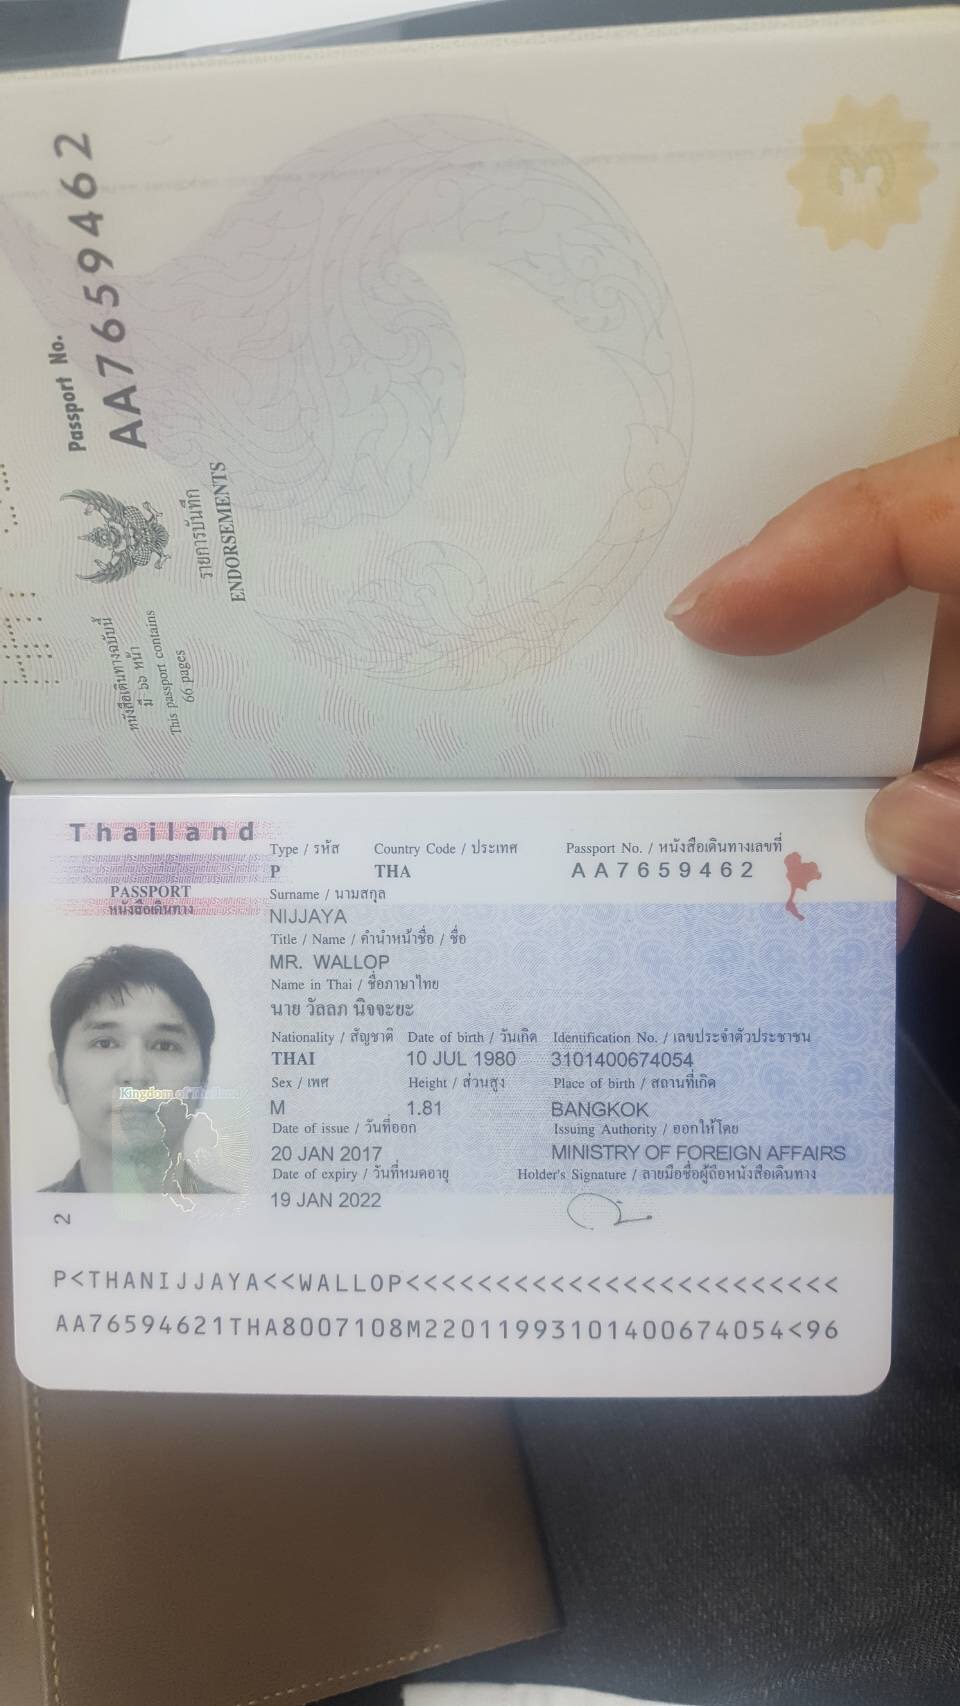 Passport No.
AA7659462
รายการบันทึก
ENDORSEMENTS
หนังสือเดินทางฉบับนี้
มี ๖๖ หน้า
This passport contains
66 pages
3
Thailand
PASSPORT
หนังสือเดินทาง
Type / รหัส Country Code / ประเทศ Passport No. / หนังสือเดินทางเลขที่
P THA AA7659462
Surname / นามสกุล
NIJJAYA
Title / Name / คำนำหน้าชื่อ / ชื่อ
MR. WALLOP
Name in Thai / ชื่อภาษาไทย
นาย วัลลภ นิจจะยะ
Nationality / สัญชาติ Date of birth / วันเกิด Identification No. / เลขประจำตัวประชาชน
THAI 10 JUL 1980 3101400674054
Sex / เพศ Height / ส่วนสูง Place of birth / สถานที่เกิด
M 1.81 BANGKOK
Date of issue / วันที่ออก Issuing Authority / ออกให้โดย
20 JAN 2017 MINISTRY OF FOREIGN AFFAIRS
Date of expiry / วันที่หมดอายุ Holder's Signature / ลายมือชื่อผู้ถือหนังสือเดินทาง
19 JAN 2022
Kingdom of Thailand
2
P<THANIJJAYA<<WALLOP<<<<<<<<<<<<<<<<<<<<<<<<
AA76594621THA8007108M22011993101400674054<96